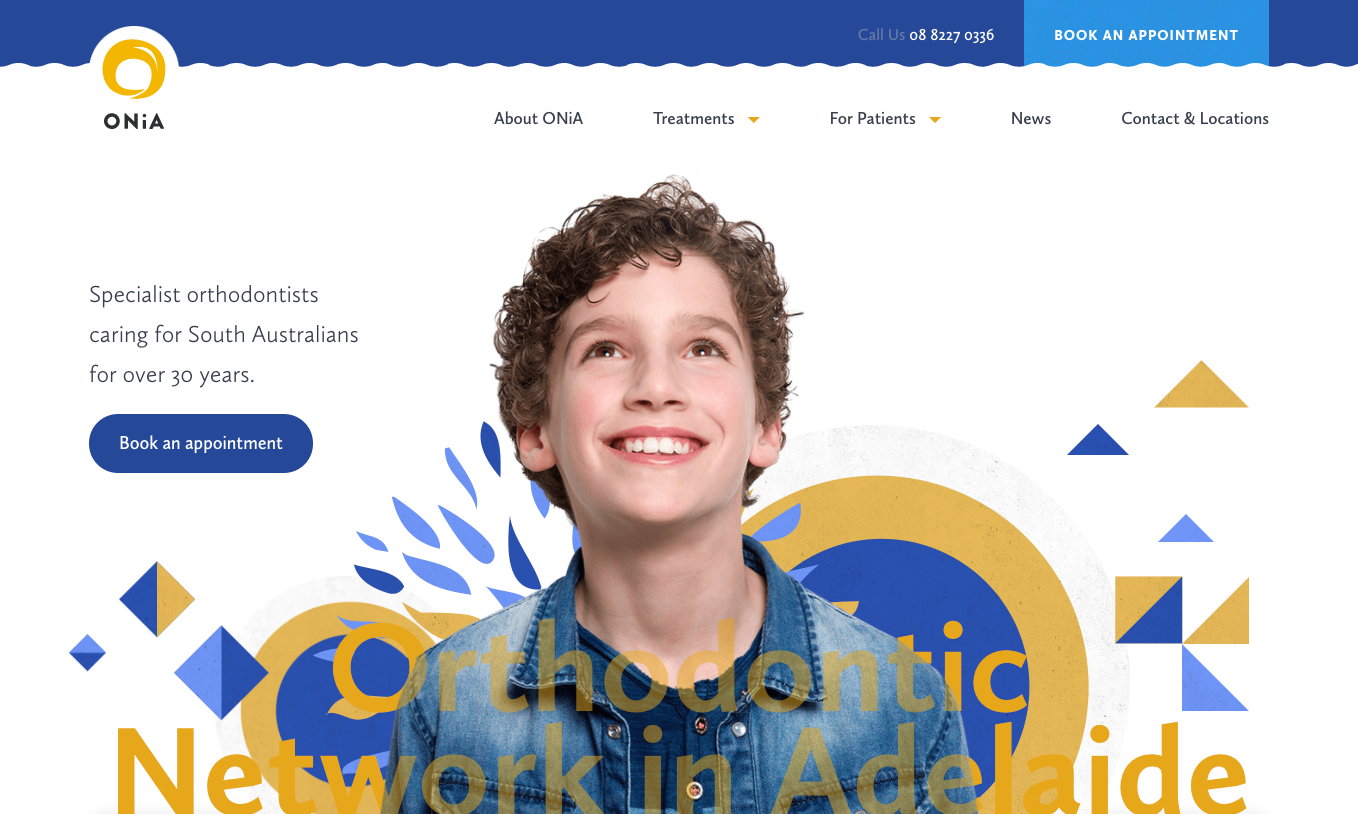 Call Us 08 8227 0336
BOOK AN APPOINTMENT
ONiA
About ONiA
Treatments
For Patients
News
Contact & Locations
Specialist orthodontists
caring for South Australians
for over 30 years.
Book an appointment
Orthodontic
Network in Adelaide